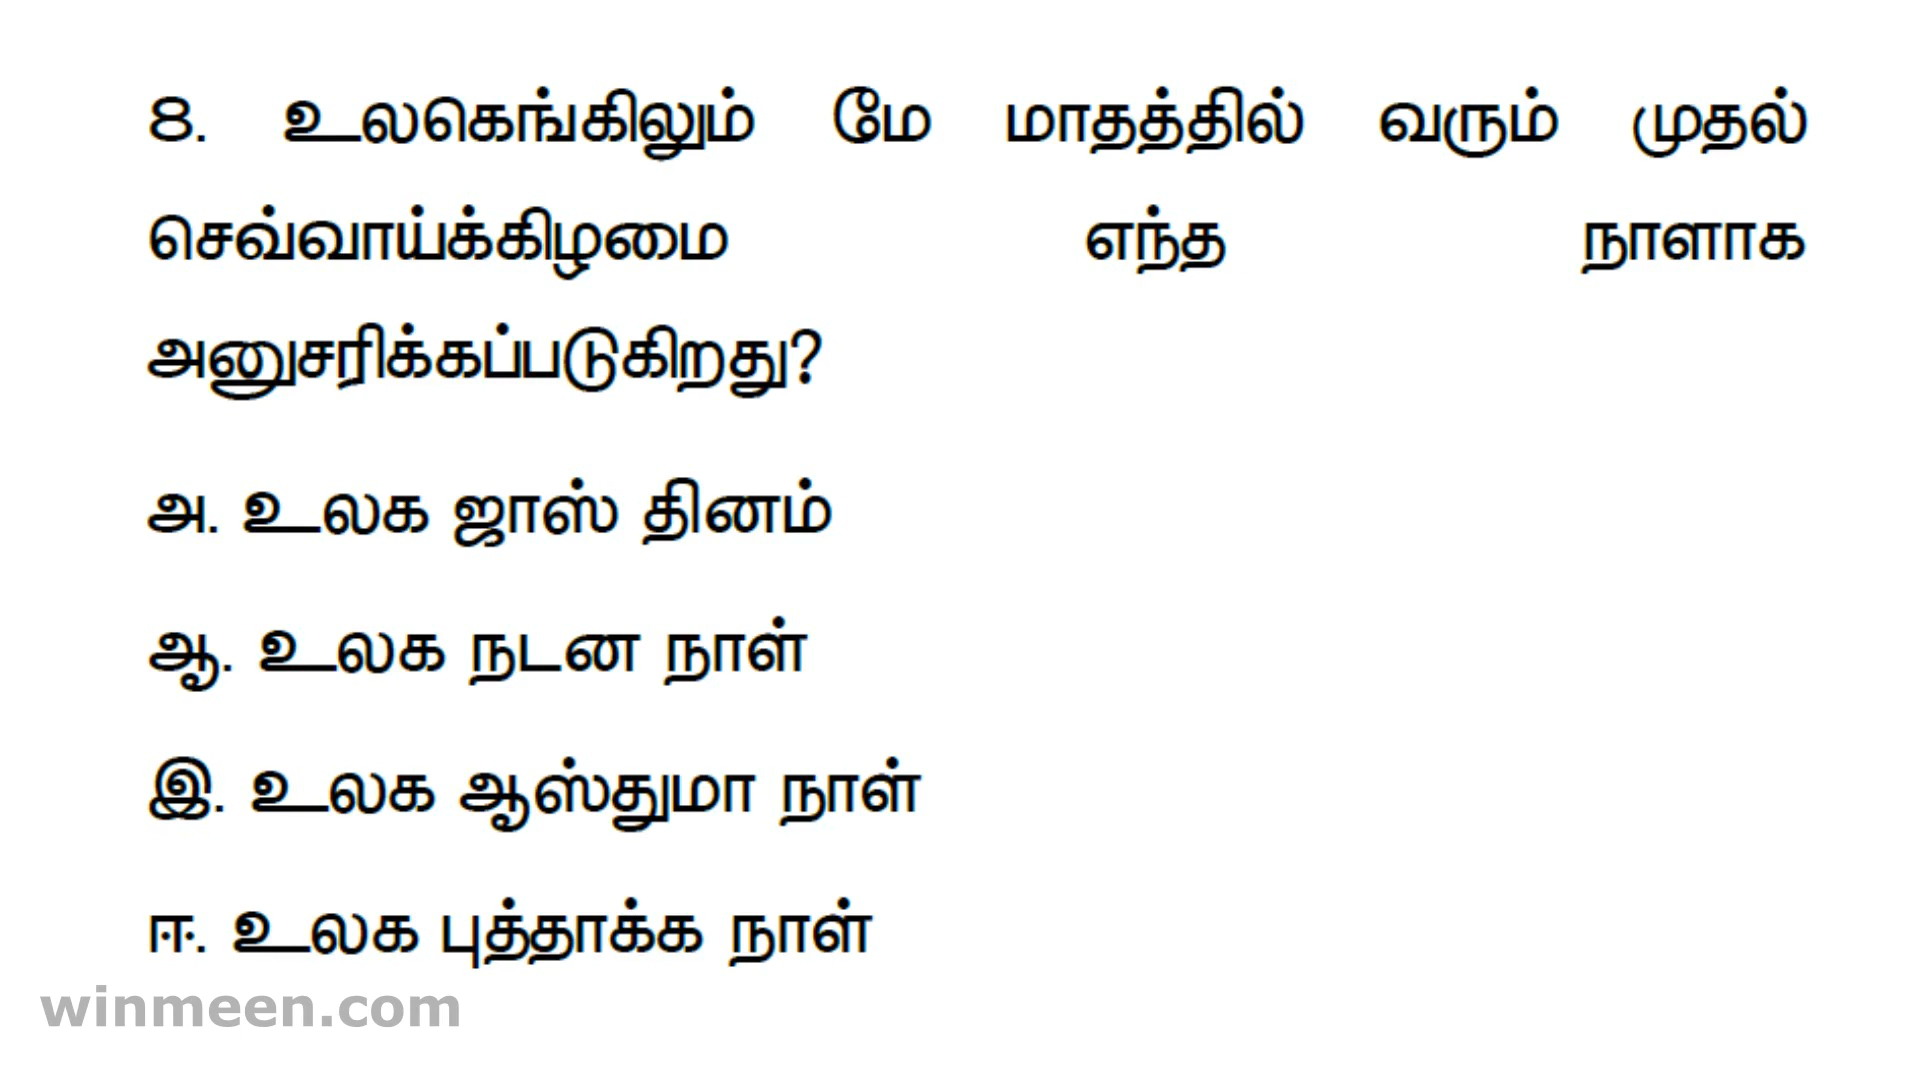 8. உலகெங்கிலும் மே மாதத்தில் வரும் முதல்
செவ்வாய்க்கிழமை எந்த நாளாக
அனுசரிக்கப்படுகிறது?
அ. உலக ஜாஸ் தினம்
ஆ. உலக நடன நாள்
இ. உலக ஆஸ்துமா நாள்
ஈ. உலக புத்தாக்க நாள்
winmeen.com